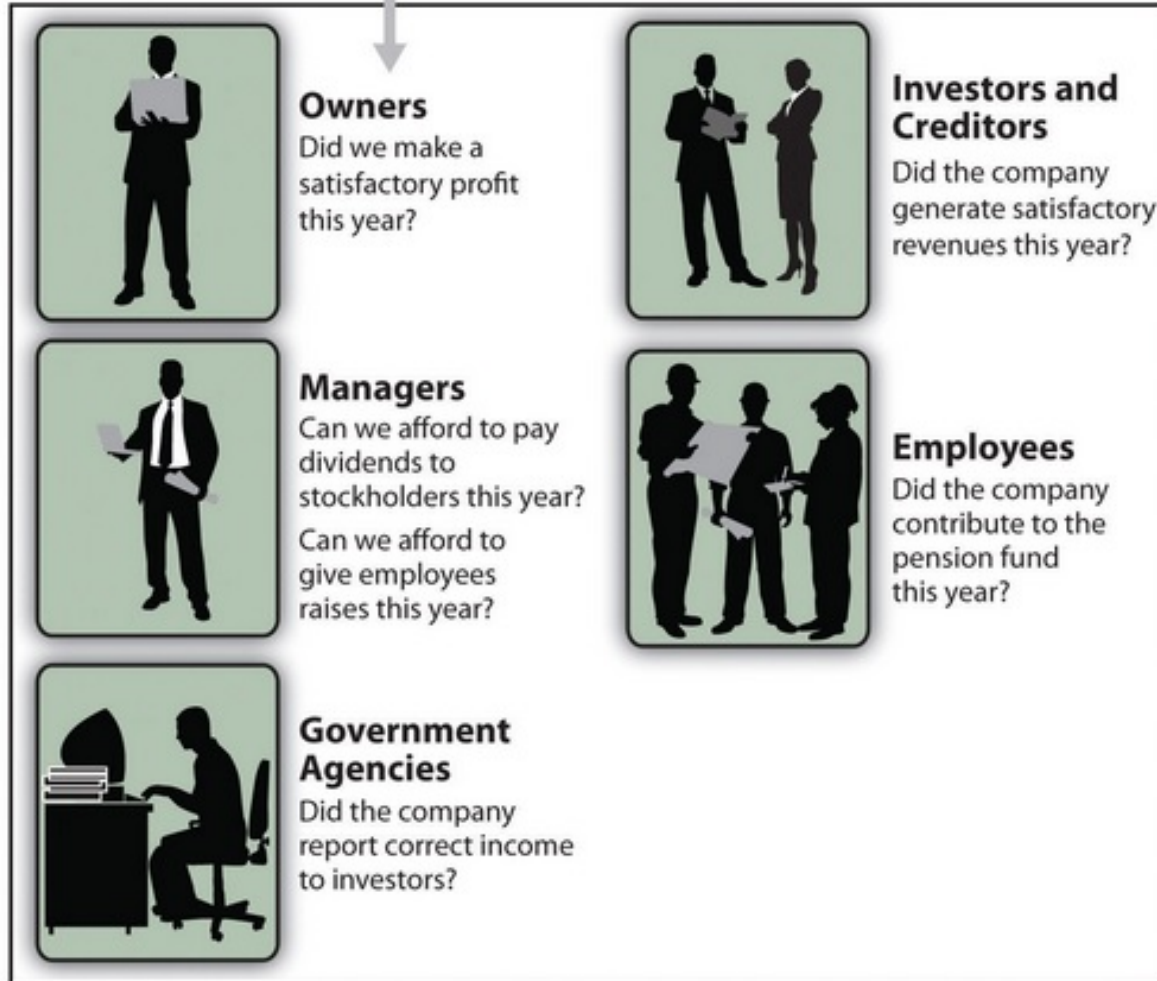 Owners
Did we make a
satisfactory profit
this year?
Investors and
Creditors
Did the company
generate satisfactory
revenues this year?
Managers
Can we afford to pay
dividends to
stockholders this year?
Can we afford to
give employees
raises this year?
Employees
Did the company
contribute to the
pension fund
this year?
Government
Agencies
Did the company
report correct income
to investors?